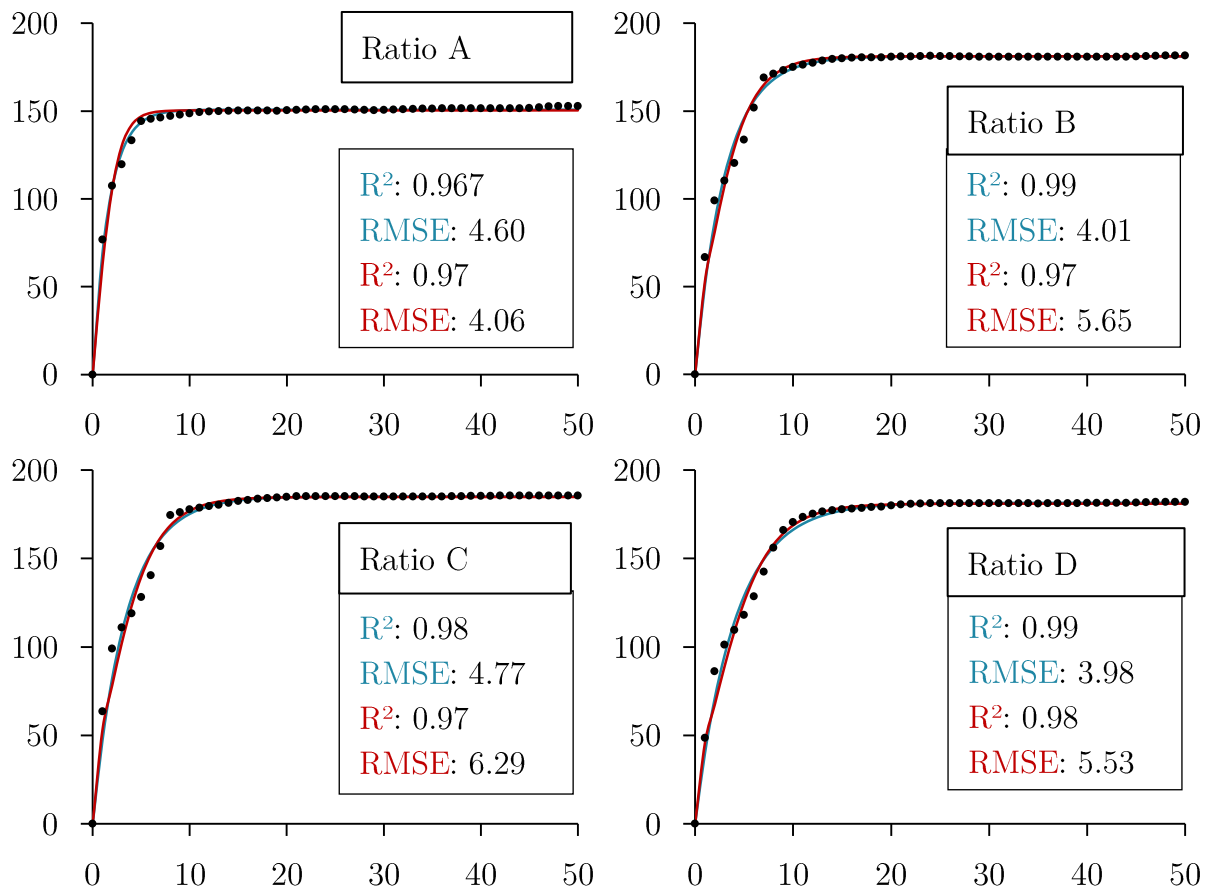 200
150
100
50
0
0 10 20 30 40 50
Ratio A
R²: 0.967
RMSE: 4.60
R²: 0.97
RMSE: 4.06
200
150
100
50
0
0 10 20 30 40 50
Ratio B
R²: 0.99
RMSE: 4.01
R²: 0.97
RMSE: 5.65
200
150
100
50
0
0 10 20 30 40 50
Ratio C
R²: 0.98
RMSE: 4.77
R²: 0.97
RMSE: 6.29
200
150
100
50
0
0 10 20 30 40 50
Ratio D
R²: 0.99
RMSE: 3.98
R²: 0.98
RMSE: 5.53